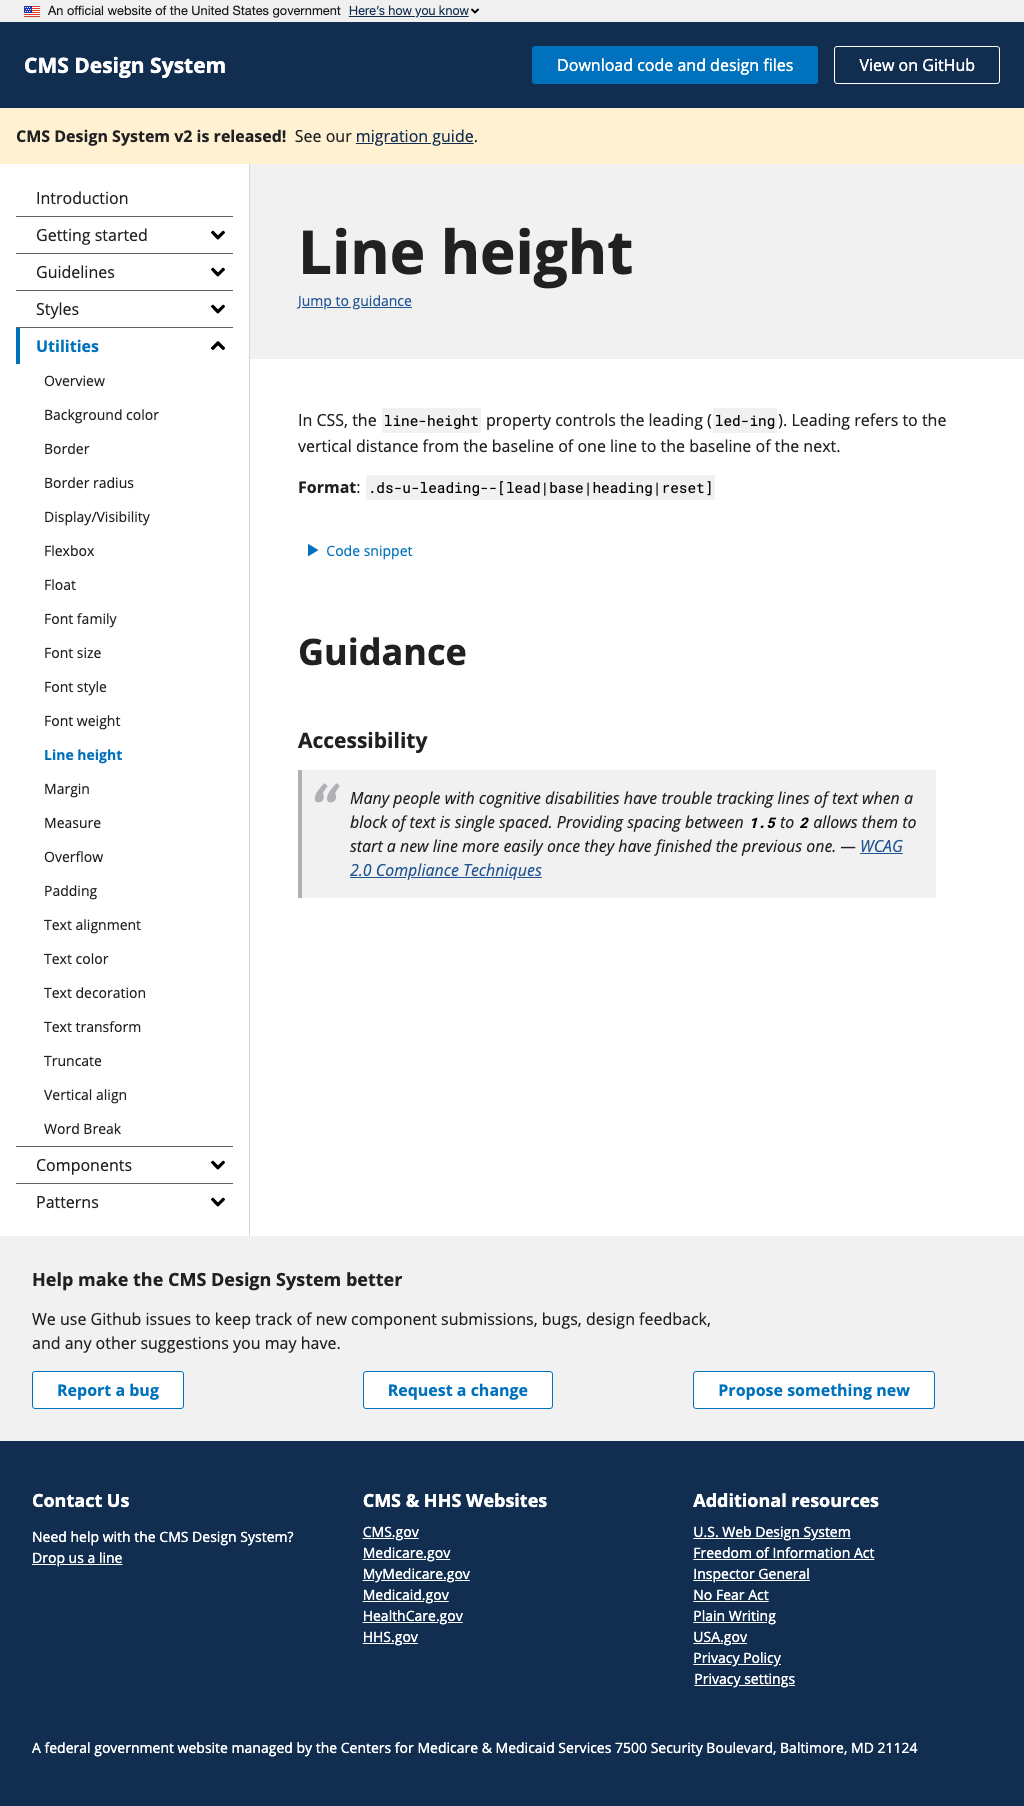 An official website of the United States government Here's how you know
CMS Design System
Download code and design files
View on GitHub
CMS Design System v2 is released! See our migration guide.
Introduction
Getting started
Guidelines
Styles
Utilities
Overview
Background color
Border
Border radius
Display/Visibility
Flexbox
Float
Font family
Font size
Font style
Font weight
Line height
Margin
Measure
Overflow
Padding
Text alignment
Text color
Text decoration
Text transform
Truncate
Vertical align
Word Break
Components
Patterns
Line height
Jump to guidance
In CSS, the line-height property controls the leading (led-ing). Leading refers to the
vertical distance from the baseline of one line to the baseline of the next.
Format: .ds-u-leading--[lead|base|heading|reset]
Code snippet
Guidance
Accessibility
Many people with cognitive disabilities have trouble tracking lines of text when a
block of text is single spaced. Providing spacing between 1.5 to 2 allows them to
start a new line more easily once they have finished the previous one. — WCAG
2.0 Compliance Techniques
Help make the CMS Design System better
We use Github issues to keep track of new component submissions, bugs, design feedback,
and any other suggestions you may have.
Report a bug
Request a change
Propose something new
Contact Us
Need help with the CMS Design System?
Drop us a line
CMS & HHS Websites
CMS.gov
Medicare.gov
MyMedicare.gov
Medicaid.gov
HealthCare.gov
HHS.gov
Additional resources
U.S. Web Design System
Freedom of Information Act
Inspector General
No Fear Act
Plain Writing
USA.gov
Privacy Policy
Privacy settings
A federal government website managed by the Centers for Medicare & Medicaid Services 7500 Security Boulevard, Baltimore, MD 21124